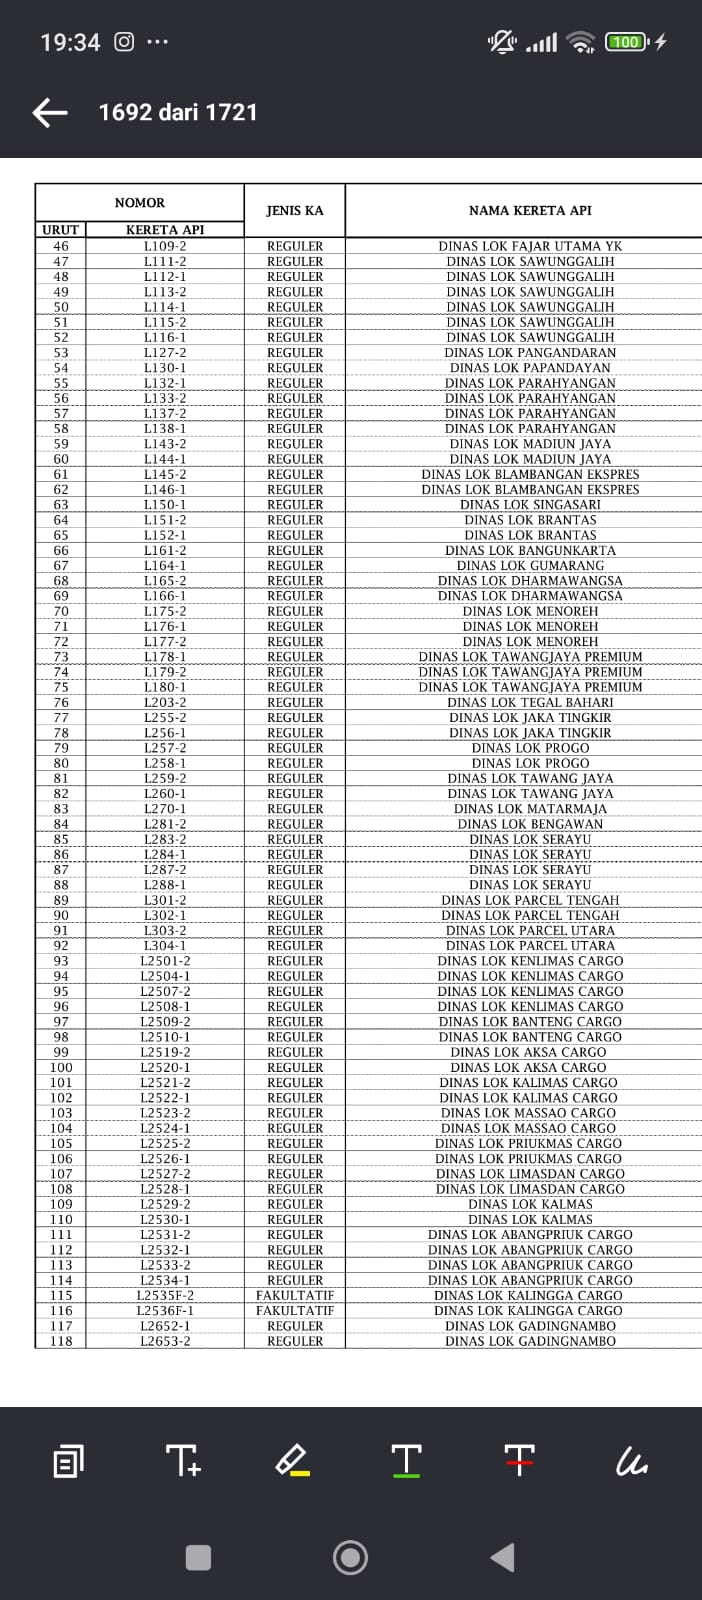 19:34 ...
100
1692 dari 1721
NOMOR JENIS KA NAMA KERETA API
URUT KERETA API
46 L109-2 REGULER DINAS LOK FAJAR UTAMA YK
47 L111-2 REGULER DINAS LOK SAWUNGGALIH
48 L112-1 REGULER DINAS LOK SAWUNGGALIH
49 L113-2 REGULER DINAS LOK SAWUNGGALIH
50 L114-1 REGULER DINAS LOK SAWUNGGALIH
51 L115-2 REGULER DINAS LOK SAWUNGGALIH
52 L116-1 REGULER DINAS LOK SAWUNGGALIH
53 L127-2 REGULER DINAS LOK PANGANDARAN
54 L130-1 REGULER DINAS LOK PAPANDAYAN
55 L132-1 REGULER DINAS LOK PARAHYANGAN
56 L133-2 REGULER DINAS LOK PARAHYANGAN
57 L137-2 REGULER DINAS LOK PARAHYANGAN
58 L138-1 REGULER DINAS LOK PARAHYANGAN
59 L143-2 REGULER DINAS LOK MADIUN JAYA
60 L144-1 REGULER DINAS LOK MADIUN JAYA
61 L145-2 REGULER DINAS LOK BLAMBANGAN EKSPRES
62 L146-1 REGULER DINAS LOK BLAMBANGAN EKSPRES
63 L150-1 REGULER DINAS LOK SINGASARI
64 L151-2 REGULER DINAS LOK BRANTAS
65 L152-1 REGULER DINAS LOK BRANTAS
66 L161-2 REGULER DINAS LOK BANGUNKARTA
67 L164-1 REGULER DINAS LOK GUMARANG
68 L165-2 REGULER DINAS LOK DHARMAWANGSA
69 L166-1 REGULER DINAS LOK DHARMAWANGSA
70 L175-2 REGULER DINAS LOK MENOREH
71 L176-1 REGULER DINAS LOK MENOREH
72 L177-2 REGULER DINAS LOK MENOREH
73 L178-1 REGULER DINAS LOK TAWANGJAYA PREMIUM
74 L179-2 REGULER DINAS LOK TAWANGJAYA PREMIUM
75 L180-1 REGULER DINAS LOK TAWANGJAYA PREMIUM
76 L203-2 REGULER DINAS LOK TEGAL BAHARI
77 L255-2 REGULER DINAS LOK JAKA TINGKIR
78 L256-1 REGULER DINAS LOK JAKA TINGKIR
79 L257-2 REGULER DINAS LOK PROGO
80 L258-1 REGULER DINAS LOK PROGO
81 L259-2 REGULER DINAS LOK TAWANG JAYA
82 L260-1 REGULER DINAS LOK TAWANG JAYA
83 L270-1 REGULER DINAS LOK MATARMAJA
84 L281-2 REGULER DINAS LOK BENGAWAN
85 L283-2 REGULER DINAS LOK SERAYU
86 L284-1 REGULER DINAS LOK SERAYU
87 L287-2 REGULER DINAS LOK SERAYU
88 L288-1 REGULER DINAS LOK SERAYU
89 L301-2 REGULER DINAS LOK PARCEL TENGAH
90 L302-1 REGULER DINAS LOK PARCEL TENGAH
91 L303-2 REGULER DINAS LOK PARCEL UTARA
92 L304-1 REGULER DINAS LOK PARCEL UTARA
93 L2501-2 REGULER DINAS LOK KENLIMAS CARGO
94 L2504-1 REGULER DINAS LOK KENLIMAS CARGO
95 L2507-2 REGULER DINAS LOK KENLIMAS CARGO
96 L2508-1 REGULER DINAS LOK KENLIMAS CARGO
97 L2509-2 REGULER DINAS LOK BANTENG CARGO
98 L2510-1 REGULER DINAS LOK BANTENG CARGO
99 L2519-2 REGULER DINAS LOK AKSA CARGO
100 L2520-1 REGULER DINAS LOK AKSA CARGO
101 L2521-2 REGULER DINAS LOK KALIMAS CARGO
102 L2522-1 REGULER DINAS LOK KALIMAS CARGO
103 L2523-2 REGULER DINAS LOK MASSAO CARGO
104 L2524-1 REGULER DINAS LOK MASSAO CARGO
105 L2525-2 REGULER DINAS LOK PRIUKMAS CARGO
106 L2526-1 REGULER DINAS LOK PRIUKMAS CARGO
107 L2527-2 REGULER DINAS LOK LIMASDAN CARGO
108 L2528-1 REGULER DINAS LOK LIMASDAN CARGO
109 L2529-2 REGULER DINAS LOK KALMAS
110 L2530-1 REGULER DINAS LOK KALMAS
111 L2531-2 REGULER DINAS LOK ABANGPRIUK CARGO
112 L2532-1 REGULER DINAS LOK ABANGPRIUK CARGO
113 L2533-2 REGULER DINAS LOK ABANGPRIUK CARGO
114 L2534-1 REGULER DINAS LOK ABANGPRIUK CARGO
115 L2535F-2 FAKULTATIF DINAS LOK KALINGGA CARGO
116 L2536F-1 FAKULTATIF DINAS LOK KALINGGA CARGO
117 L2652-1 REGULER DINAS LOK GADINGNAMBO
118 L2653-2 REGULER DINAS LOK GADINGNAMBO